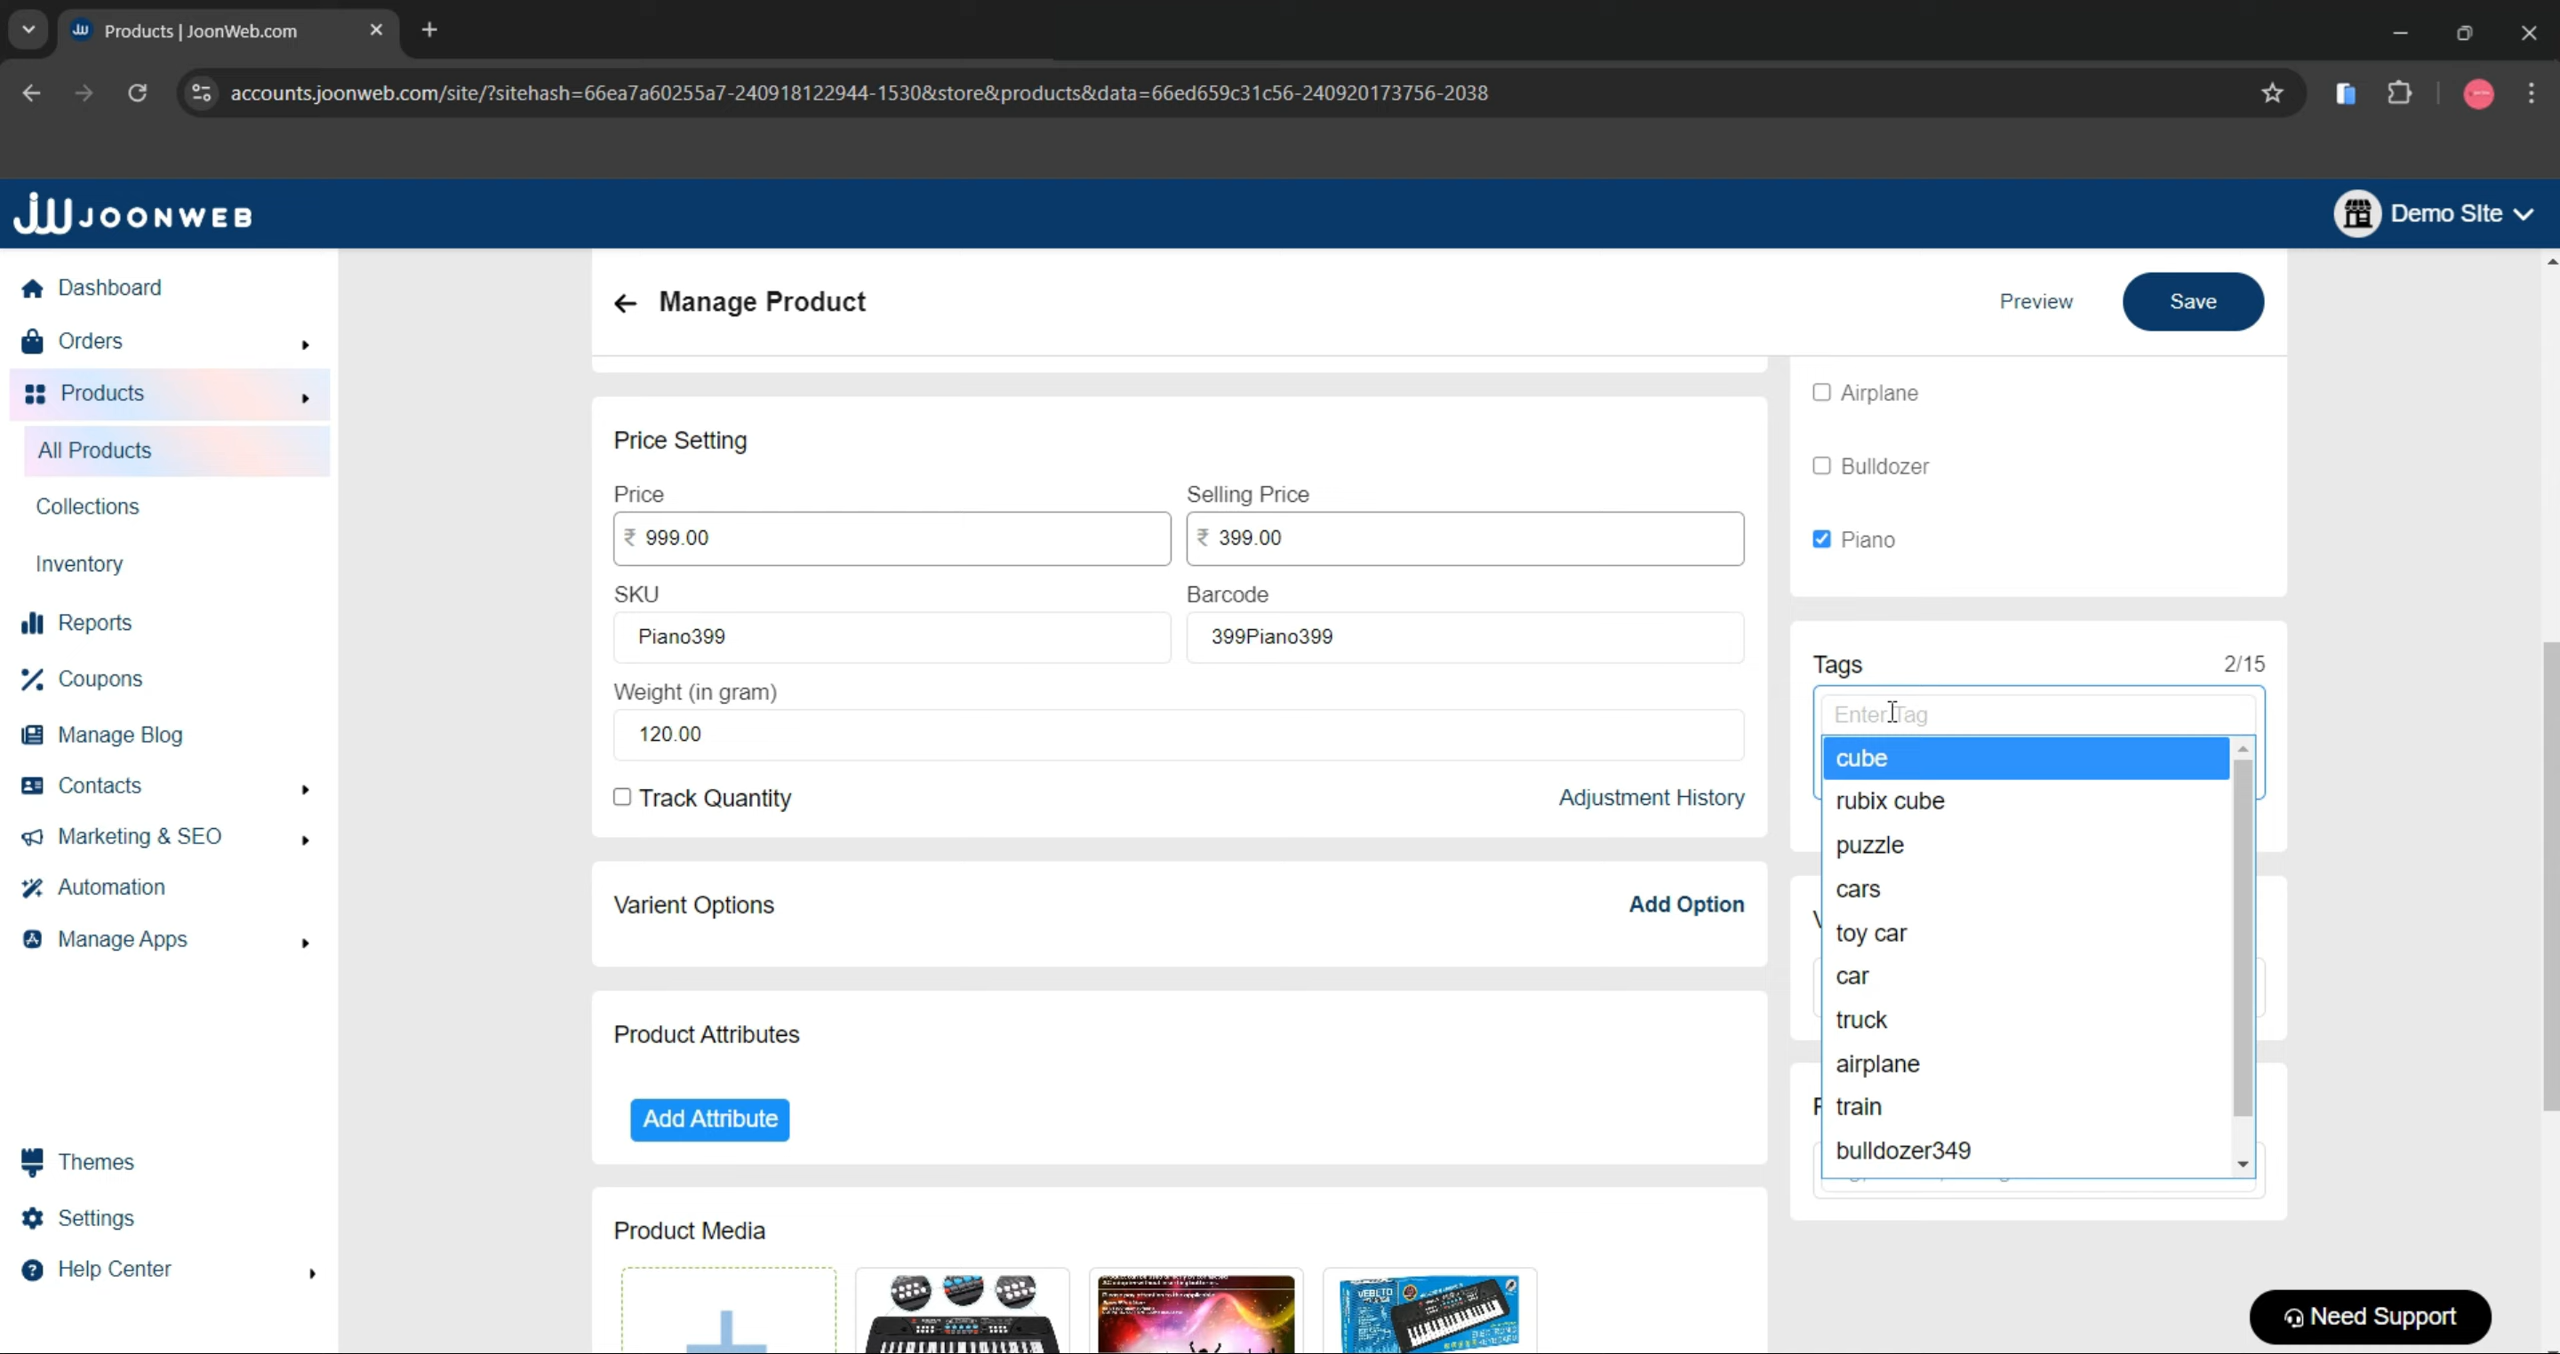 Products | JoonWeb.com
accounts.joonweb.com/site/?sitehash=66ea7a60255a7-240918122944-1530&store&products&data=66ed659c31c56-240920173756-2038
JOONWEB
Demo SIte
Dashboard
Orders
Products
All Products
Collections
Inventory
Reports
Coupons
Manage Blog
Contacts
Marketing & SEO
Automation
Manage Apps
Themes
Settings
Help Center
Manage Product
Preview
Save
Price Setting
Price
Selling Price
₹ 999.00
₹ 399.00
SKU
Barcode
Piano399
399Piano399
Weight (in gram)
120.00
Track Quantity
Adjustment History
Varient Options
Add Option
Product Attributes
Add Attribute
Product Media
VEBLTO
Airplane
Bulldozer
Piano
Tags
2/15
Enter Tag
cube
rubix cube
puzzle
cars
toy car
car
truck
airplane
train
bulldozer349
Need Support